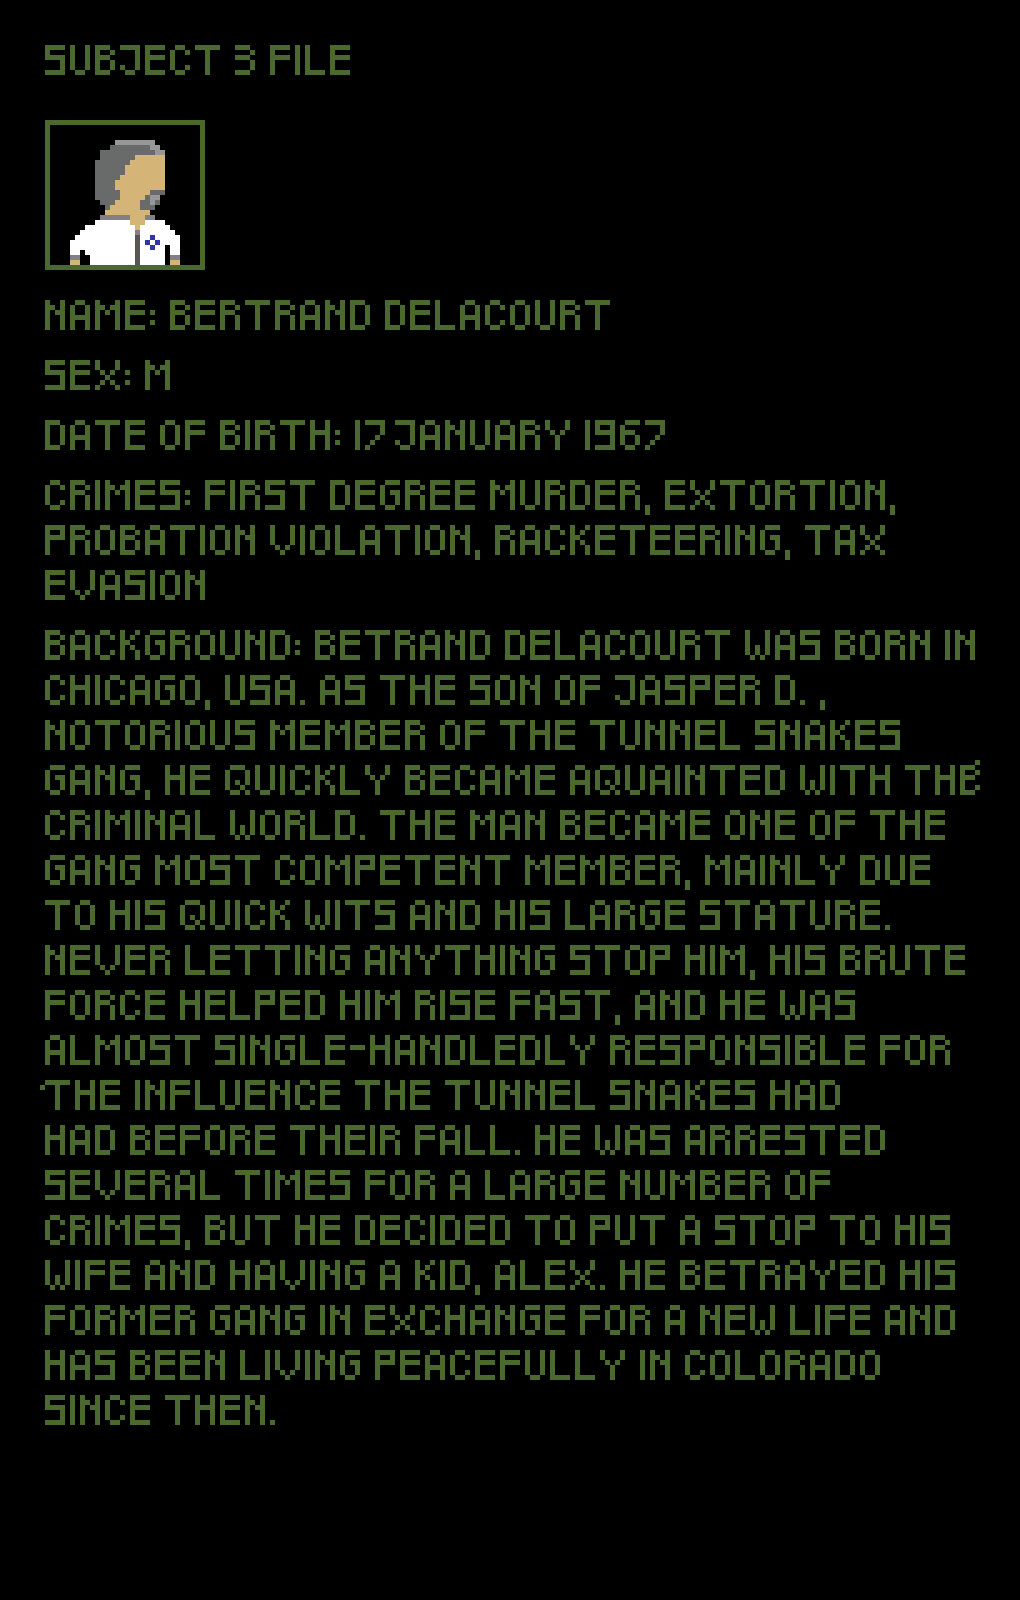 SUBJECT 3 FILE
NAME: BERTRAND DELACOURT
SEX: M
DATE OF BIRTH: 17 JANUARY 1967
CRIMES: FIRST DEGREE MURDER, EXTORTION,
PROBATION VIOLATION, RACKETEERING, TAX
EVASION
BACKGROUND: BETRAND DELACOURT WAS BORN IN
CHICAGO, USA. AS THE SON OF JASPER D. ,
NOTORIOUS MEMBER OF THE TUNNEL SNAKES
GANG, HE QUICKLY BECAME AQUAINTED WITH THE
CRIMINAL WORLD. THE MAN BECAME ONE OF THE
GANG MOST COMPETENT MEMBER, MAINLY DUE
TO HIS QUICK WITS AND HIS LARGE STATURE.
NEVER LETTING ANYTHING STOP HIM, HIS BRUTE
FORCE HELPED HIM RISE FAST, AND HE WAS
ALMOST SINGLE-HANDLEDLY RESPONSIBLE FOR
THE INFLUENCE THE TUNNEL SNAKES HAD
HAD BEFORE THEIR FALL. HE WAS ARRESTED
SEVERAL TIMES FOR A LARGE NUMBER OF
CRIMES, BUT HE DECIDED TO PUT A STOP TO HIS
WIFE AND HAVING A KID, ALEX. HE BETRAYED HIS
FORMER GANG IN EXCHANGE FOR A NEW LIFE AND
HAS BEEN LIVING PEACEFULLY IN COLORADO
SINCE THEN.